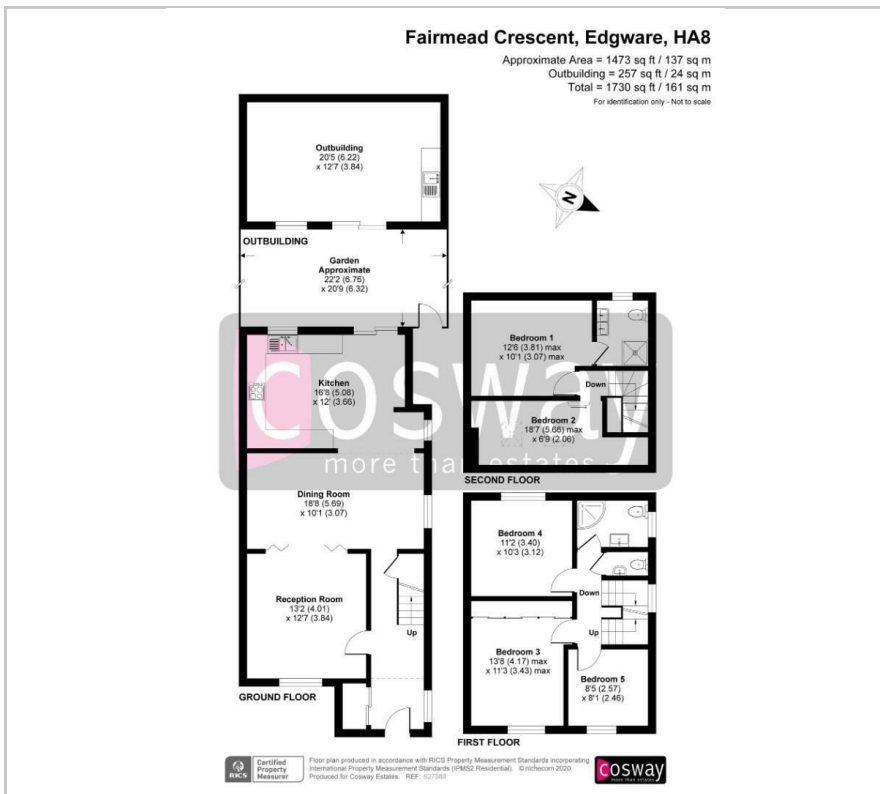 Fairmead Crescent, Edgware, HA8
Approximate Area = 1473 sq ft / 137 sq m
Outbuilding = 257 sq ft / 24 sq m
Total = 1730 sq ft / 161 sq m
For identification only - Not to scale
Outbuilding
20'5 (6.22)
x 12'7 (3.84)
N
OUTBUILDING
Garden
Approximate
22'2 (6.76)
x 20'9 (6.32)
Kitchen
16'8 (5.08)
x 12' (3.66)
Dining Room
18'8 (5.69)
x 10'1 (3.07)
Reception Room
13'2 (4.01)
x 12'7 (3.84)
Up
GROUND FLOOR
Bedroom 1
12'6 (3.81) max
x 10'1 (3.07) max
Down
Bedroom 2
18'7 (5.66) max
x 6'9 (2.06)
SECOND FLOOR
cosway
more than estates
Bedroom 4
11'2 (3.40)
x 10'3 (3.12)
Down
Up
Bedroom 3
13'8 (4.17) max
x 11'3 (3.43) max
Bedroom 5
8'5 (2.57)
x 8'1 (2.46)
FIRST FLOOR
RICS
Certified
Property
Measurer
Floor plan produced in accordance with RICS Property Measurement Standards incorporating
International Property Measurement Standards (IPMS2 Residential). © nichecom 2020.
Produced for Cosway Estates. REF: 627086
cosway
more than estates